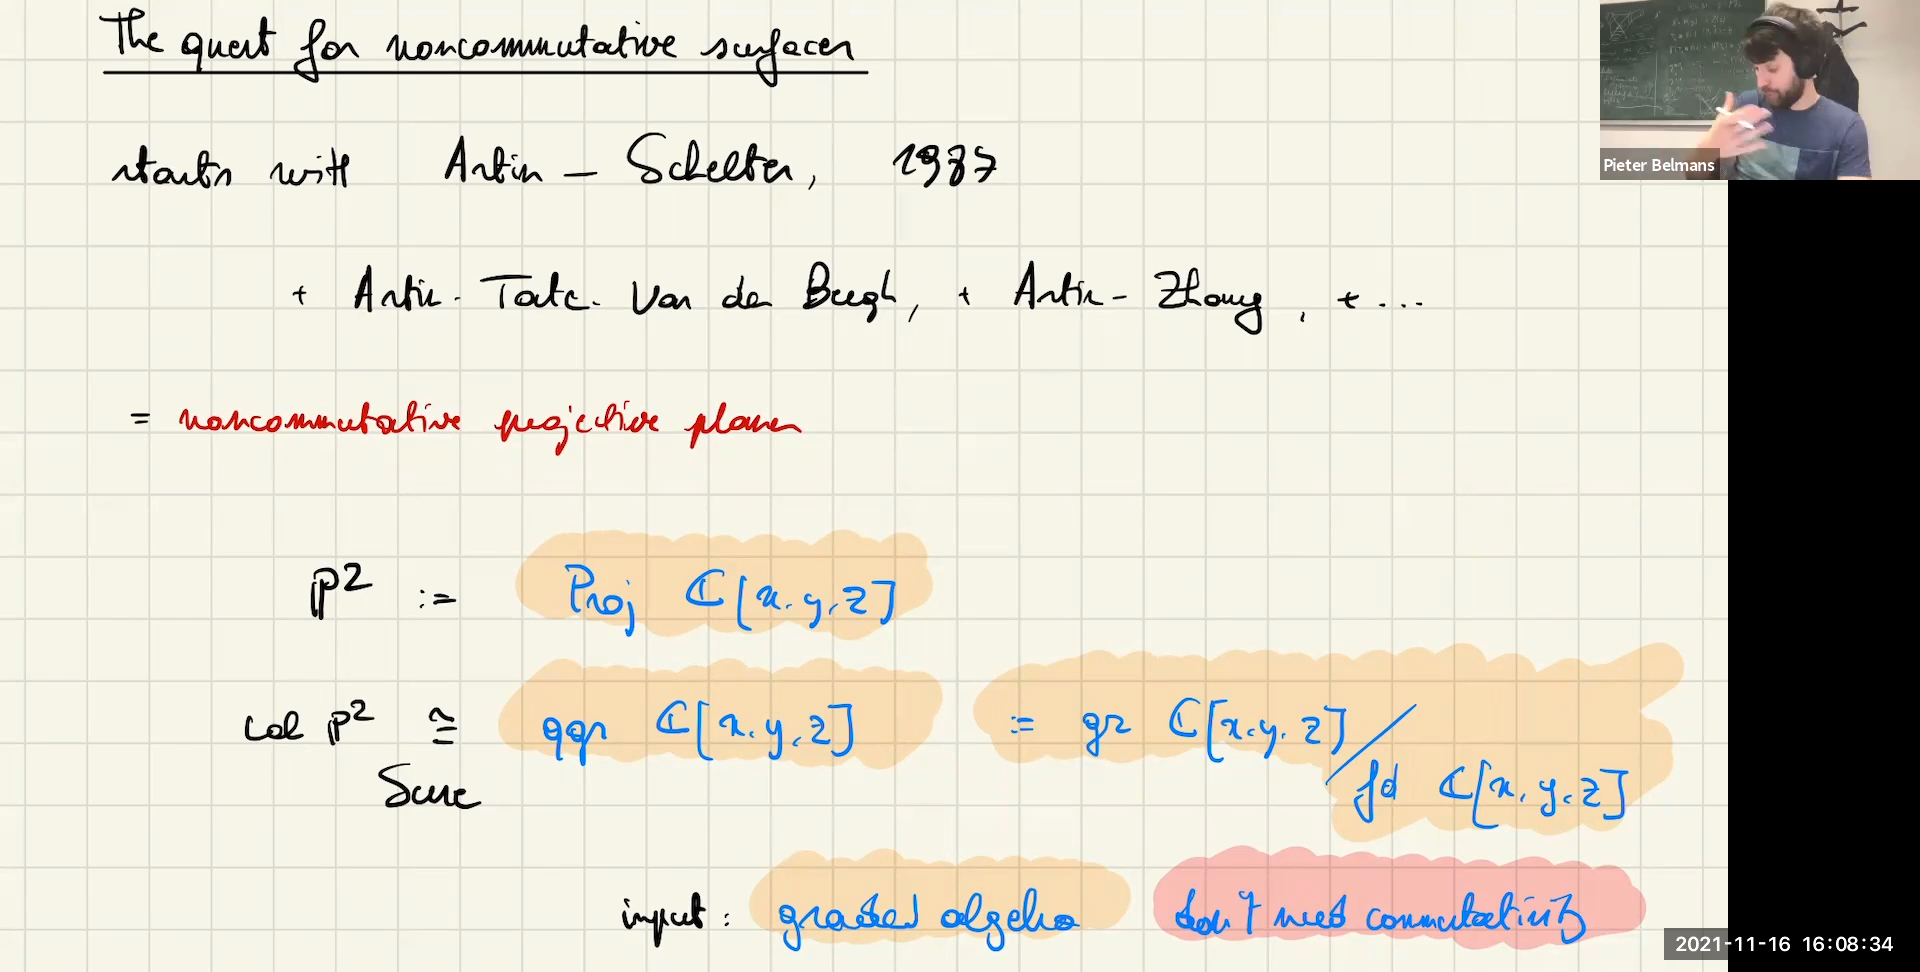 The quest for noncommutative surfaces
starts with Artin – Schelter, 1987
+ Artin - Tate - Van den Bergh, + Artin - Zhang, + ...
= noncommutative projective planes
ℙ² := Proj ℂ[x,y,z]
coh ℙ² ≅ qgr ℂ[x,y,z] := gr ℂ[x,y,z] / fd ℂ[x,y,z]
Serre
input: graded algebra don't need commutativity
Pieter Belmans
2021-11-16 16:08:34